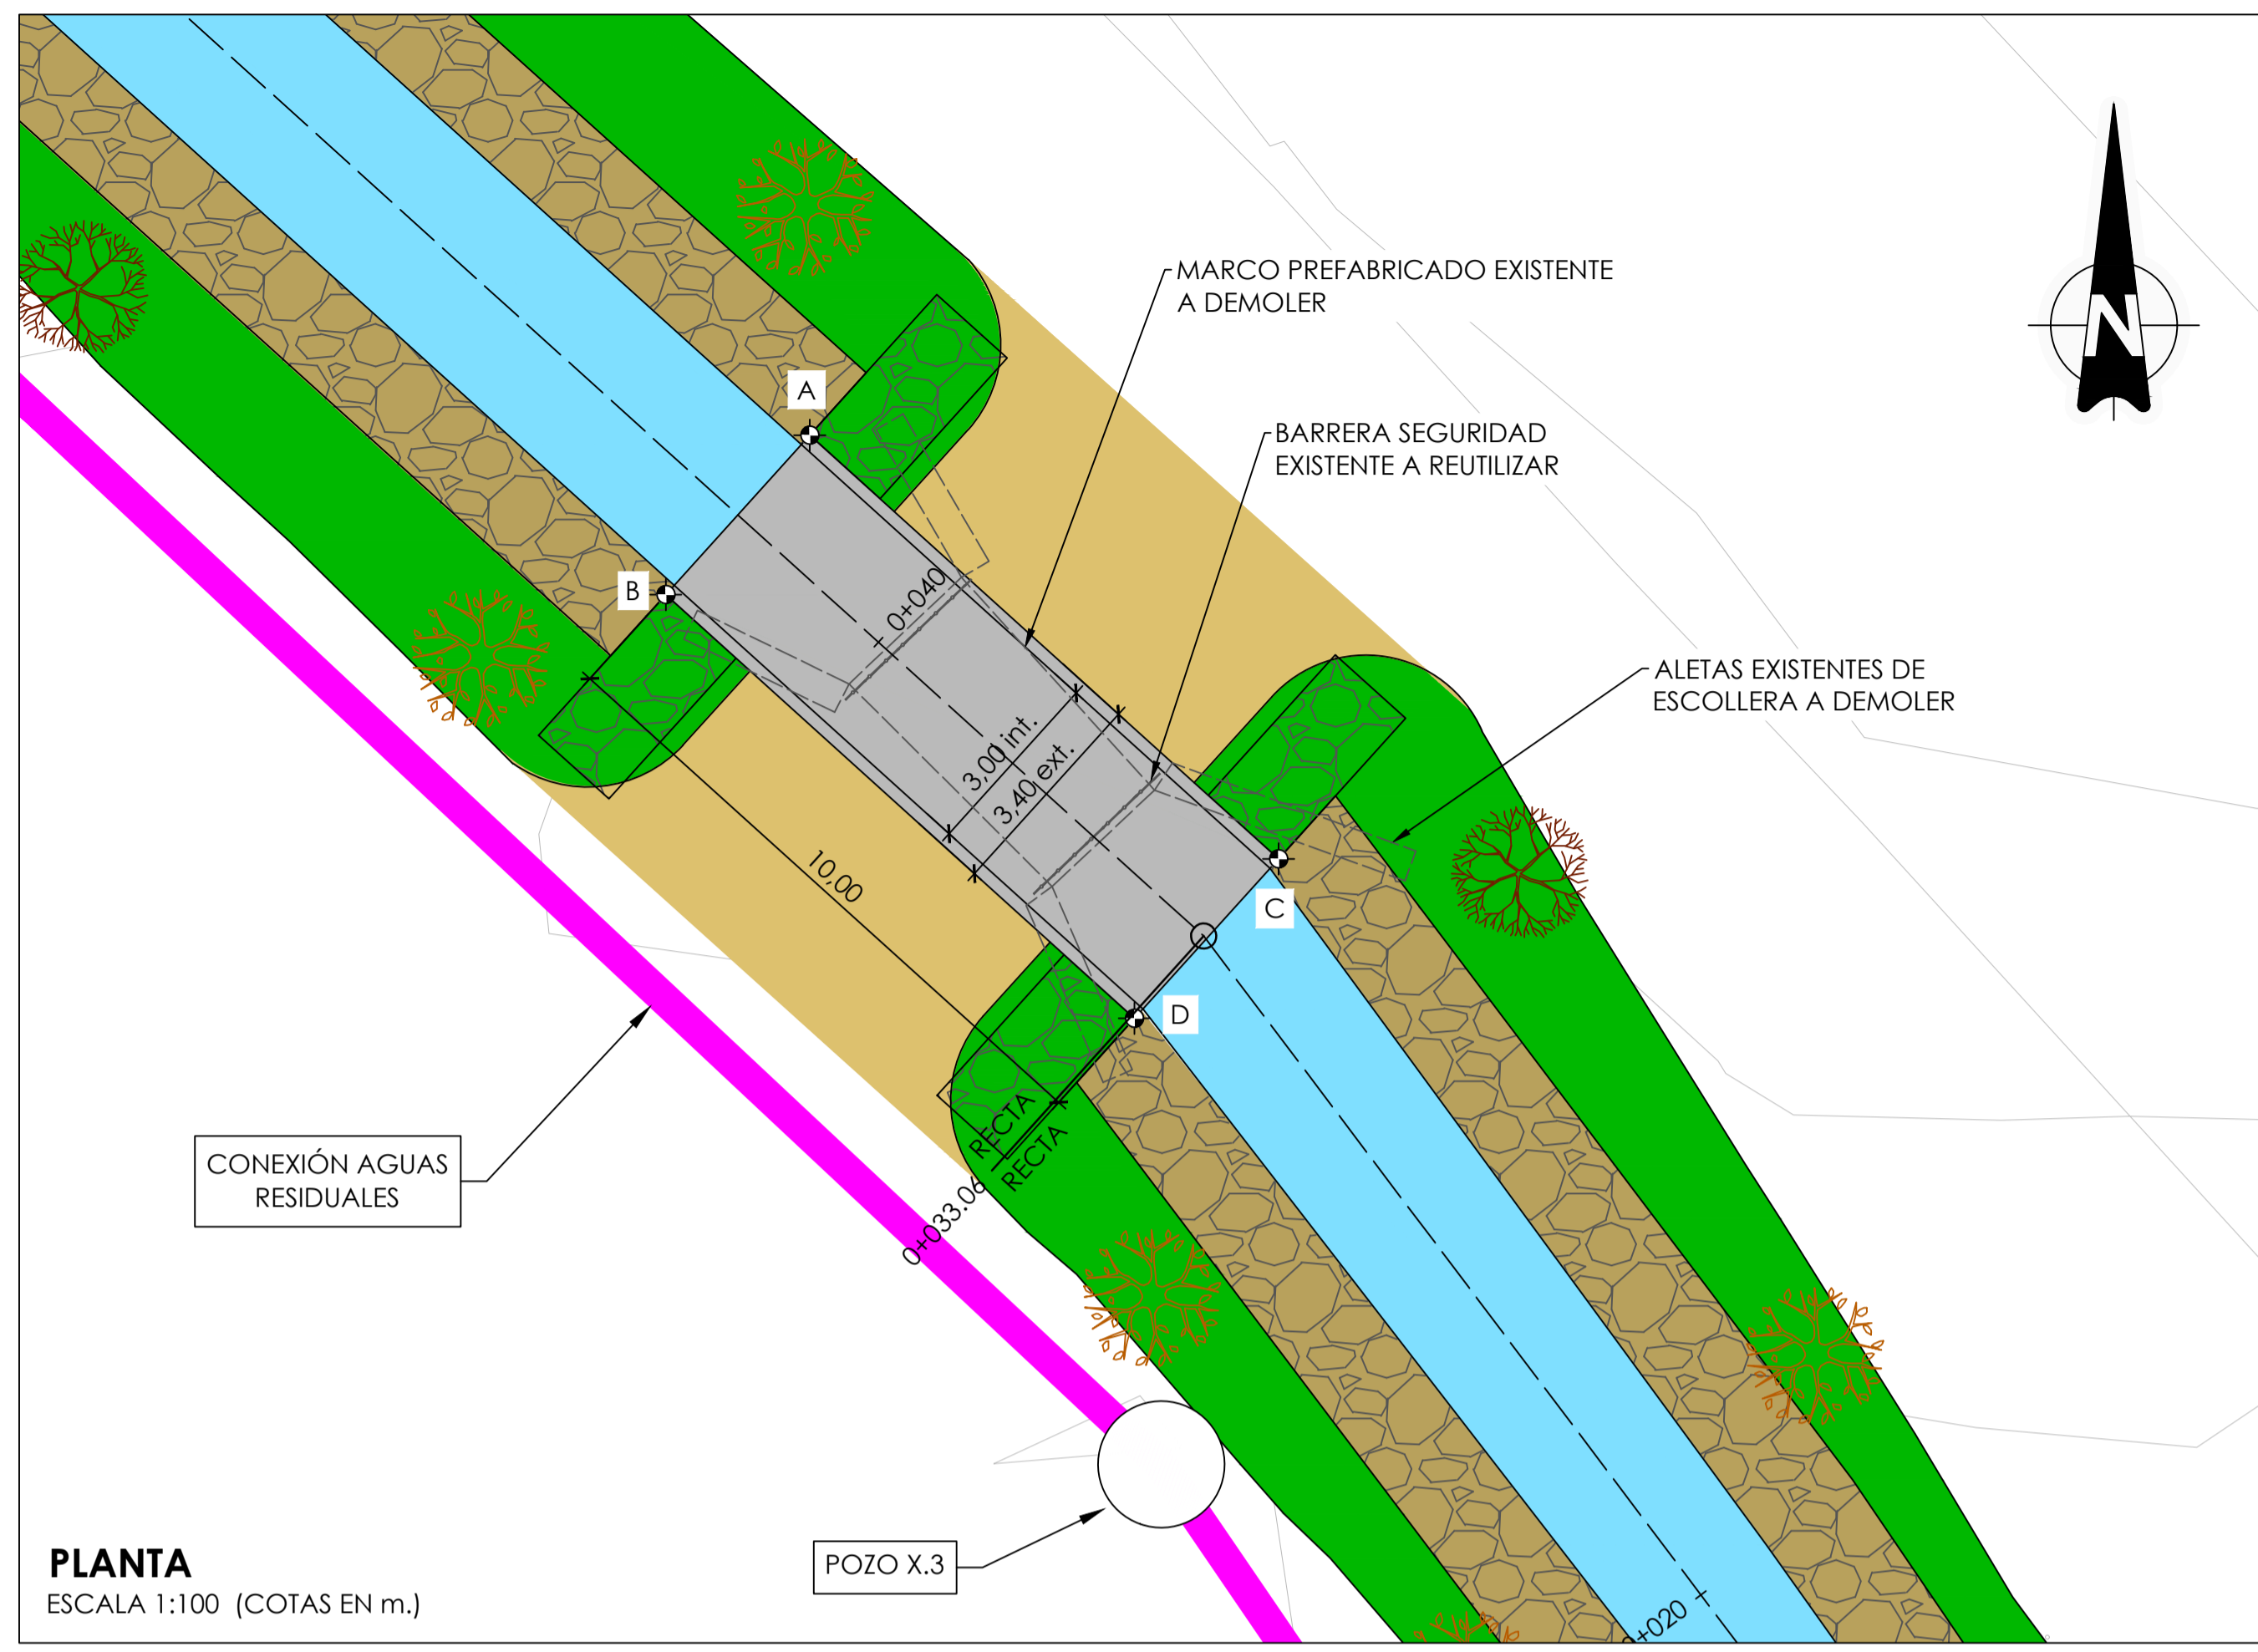 N
MARCO PREFABRICADO EXISTENTE
A DEMOLER
A
BARRERA SEGURIDAD
EXISTENTE A REUTILIZAR
B
0+040
ALETAS EXISTENTES DE
ESCOLLERA A DEMOLER
3,00 int.
3,40 ext.
10,00
C
D
RECTA
RECTA
0+033.06
CONEXIÓN AGUAS
RESIDUALES
POZO X.3
PLANTA
ESCALA 1:100 (COTAS EN m.)
0+020